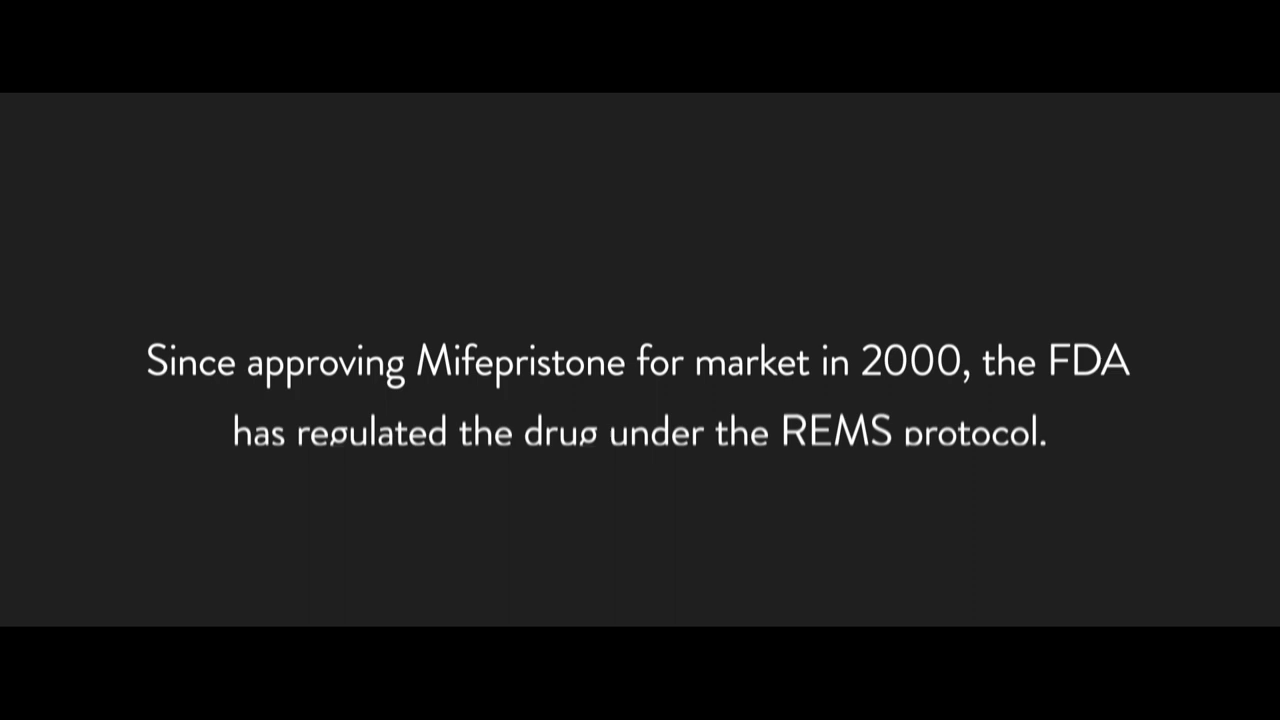 Since approving Mifepristone for market in 2000, the FDA
has regulated the drug under the REMS protocol.